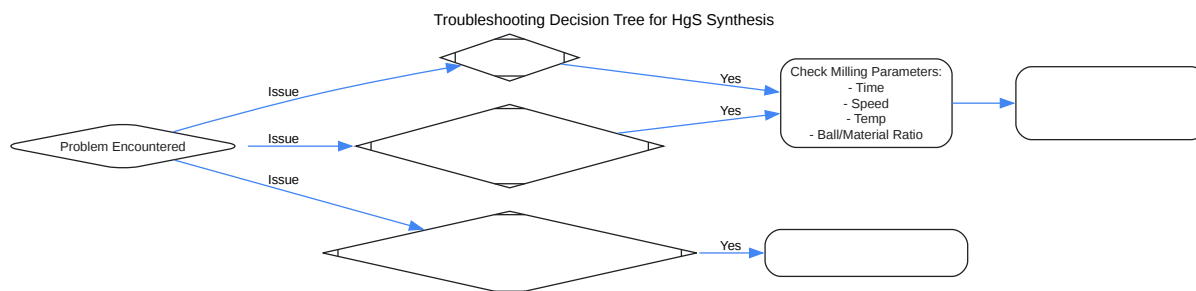 Troubleshooting Decision Tree for HgS Synthesis
Issue
Yes
Check Milling Parameters:
- Time
- Speed
- Temp
- Ball/Material Ratio
Yes
Problem Encountered
Issue
Issue
Yes